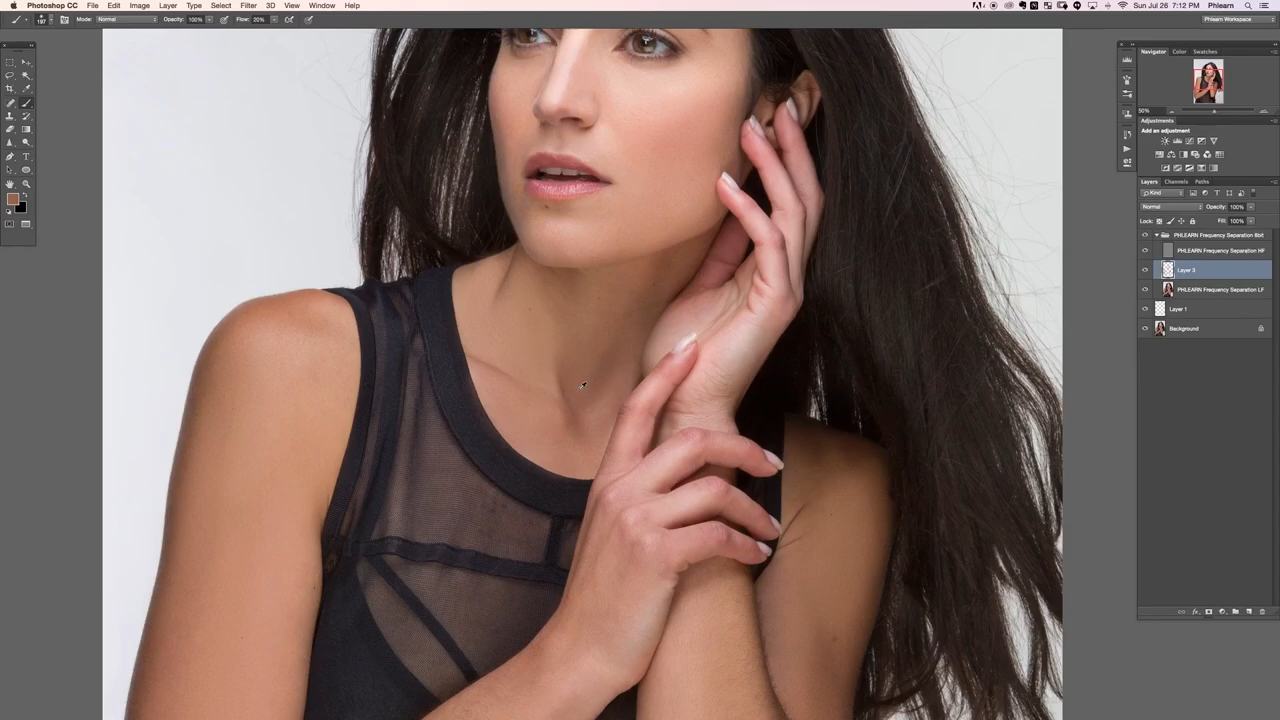 Photoshop CC File Edit Image Layer Type Select Filter 3D View Window Help Sun Jul 26 7:12 PM Phlearn
197 Mode: Normal Opacity: 100% Flow: 20% Phlearn Workspace
Navigator Color Swatches
50%
Adjustments
Add an adjustment
Layers Channels Paths
Kind
Normal Opacity: 100%
Lock: Fill: 100%
PHLEARN Frequency Separation 8bit
PHLEARN Frequency Separation HF
Layer 3
PHLEARN Frequency Separation LF
Layer 1
Background